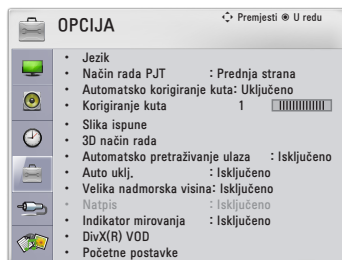 OPCIJA
Premjesti ◉ U redu
• Jezik
• Način rada PJT : Prednja strana
• Automatsko korigiranje kuta: Uključeno
• Korigiranje kuta 1
• Slika ispune
• 3D način rada
• Automatsko pretraživanje ulaza : Isključeno
• Auto uklj. : Isključeno
• Velika nadmorska visina: Isključeno
• Natpis : Isključeno
• Indikator mirovanja : Isključeno
• DivX(R) VOD
• Početne postavke